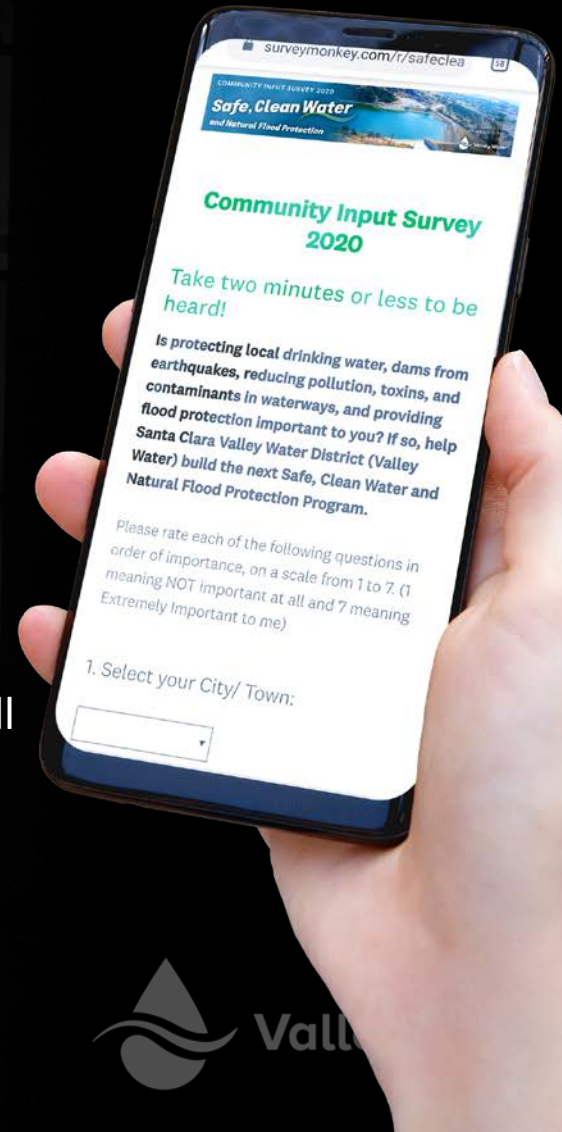 surveymonkey.com/r/safeclea
58
COMMUNITY INPUT SURVEY 2020
Safe, Clean Water
and Natural Flood Protection
Community Input Survey
2020
Take two minutes or less to be
heard!
Is protecting local drinking water, dams from
earthquakes, reducing pollution, toxins, and
contaminants in waterways, and providing
flood protection important to you? If so, help
Santa Clara Valley Water District (Valley
Water) build the next Safe, Clean Water and
Natural Flood Protection Program.
Please rate each of the following questions in
order of importance, on a scale from 1 to 7. (1
meaning NOT important at all and 7 meaning
Extremely Important to me)
1. Select your City/ Town:
ll
Vall